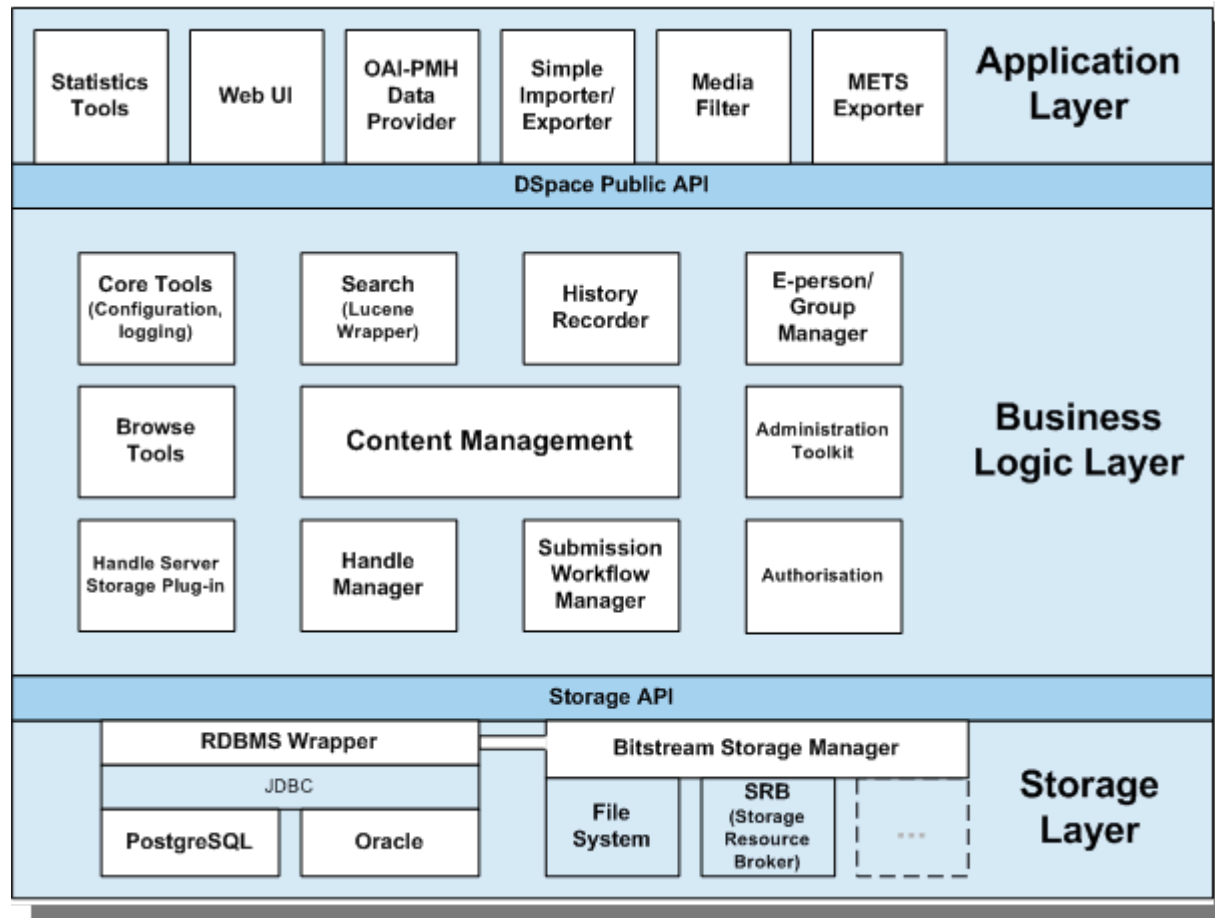 Statistics
Tools
Web UI
OAI-PMH
Data
Provider
Simple
Importer/
Exporter
Media
Filter
METS
Exporter
Application
Layer
DSpace Public API
Core Tools
(Configuration,
logging)
Search
(Lucene
Wrapper)
History
Recorder
E-person/
Group
Manager
Browse
Tools
Content Management
Administration
Toolkit
Business
Logic Layer
Handle Server
Storage Plug-in
Handle
Manager
Submission
Workflow
Manager
Authorisation
Storage API
RDBMS Wrapper
JDBC
PostgreSQL
Oracle
Bitstream Storage Manager
File
System
SRB
(Storage
Resource
Broker)
...
Storage
Layer